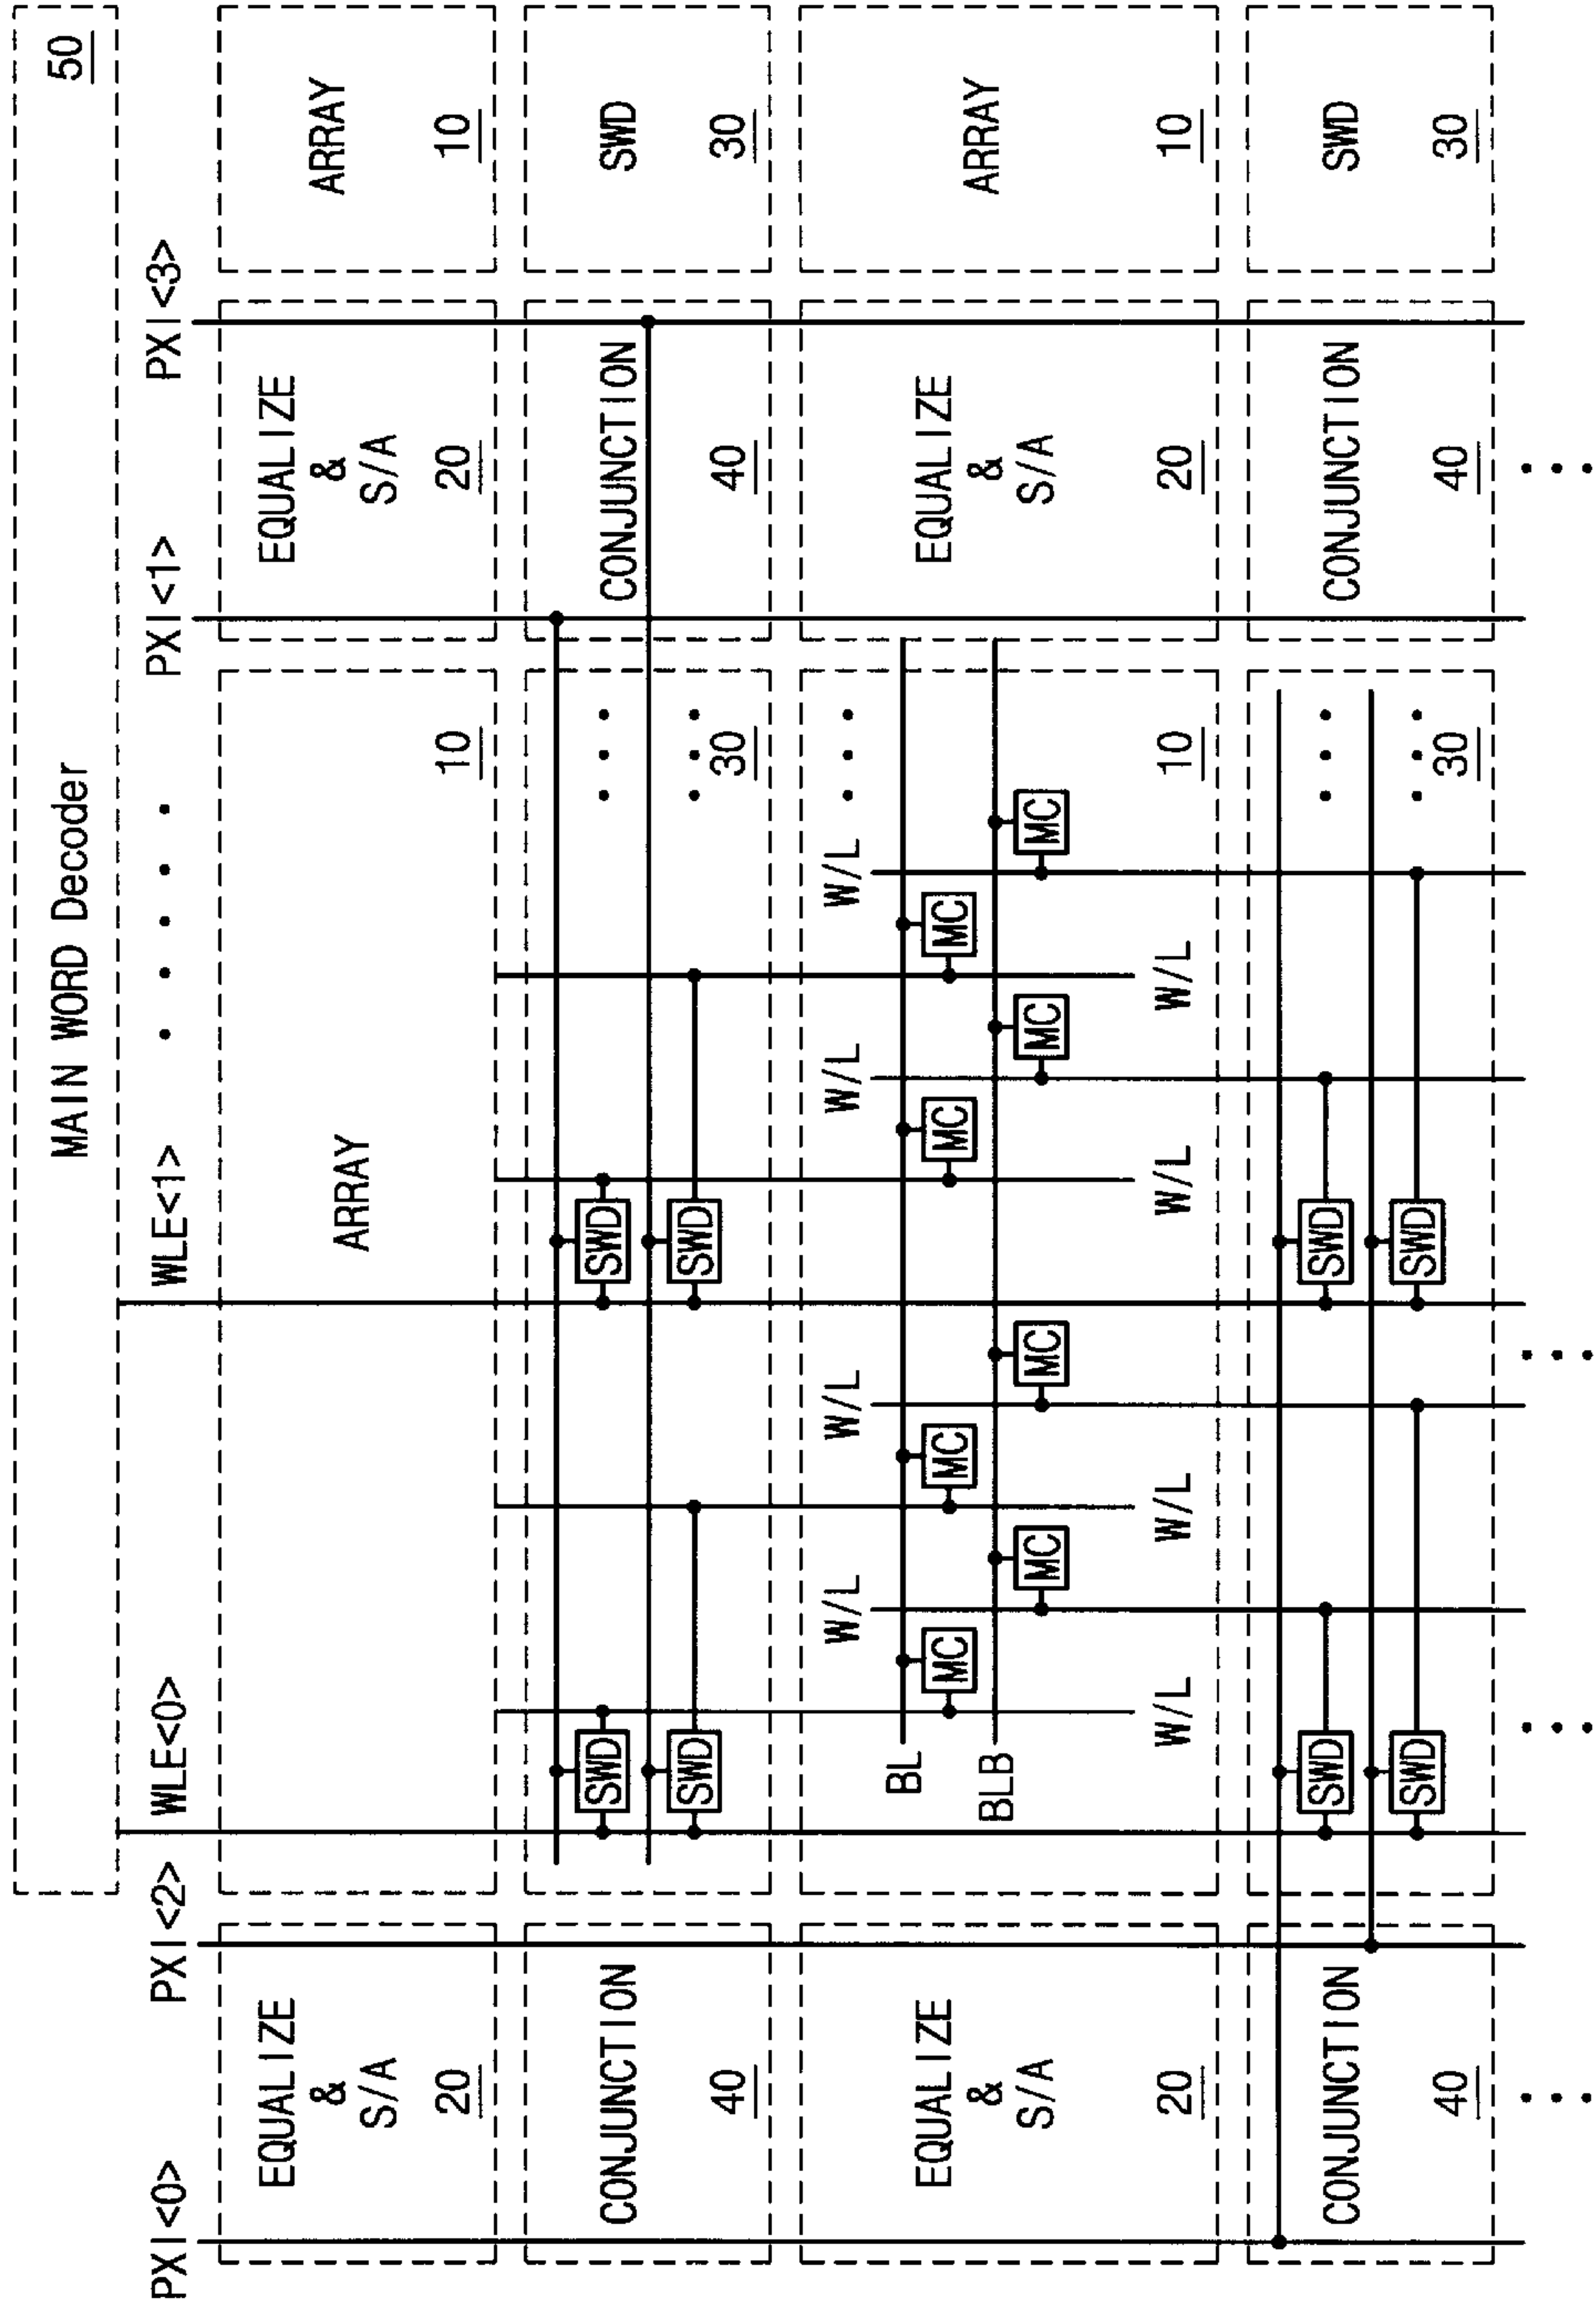 MAIN WORD Decoder
50
PXI<0>
PXI<2>
WLE<0>
WLE<1>
PXI<1>
PXI<3>
EQUALIZE
&
S/A
20
ARRAY
10
EQUALIZE
&
S/A
20
ARRAY
10
CONJUNCTION
40
SWD
SWD
SWD
SWD
30
CONJUNCTION
40
SWD
30
EQUALIZE
&
S/A
20
W/L
W/L
W/L
W/L
BL
MC
MC
MC
MC
BLB
MC
MC
MC
MC
W/L
W/L
W/L
W/L
10
EQUALIZE
&
S/A
20
ARRAY
10
CONJUNCTION
40
SWD
SWD
SWD
SWD
30
CONJUNCTION
40
SWD
30